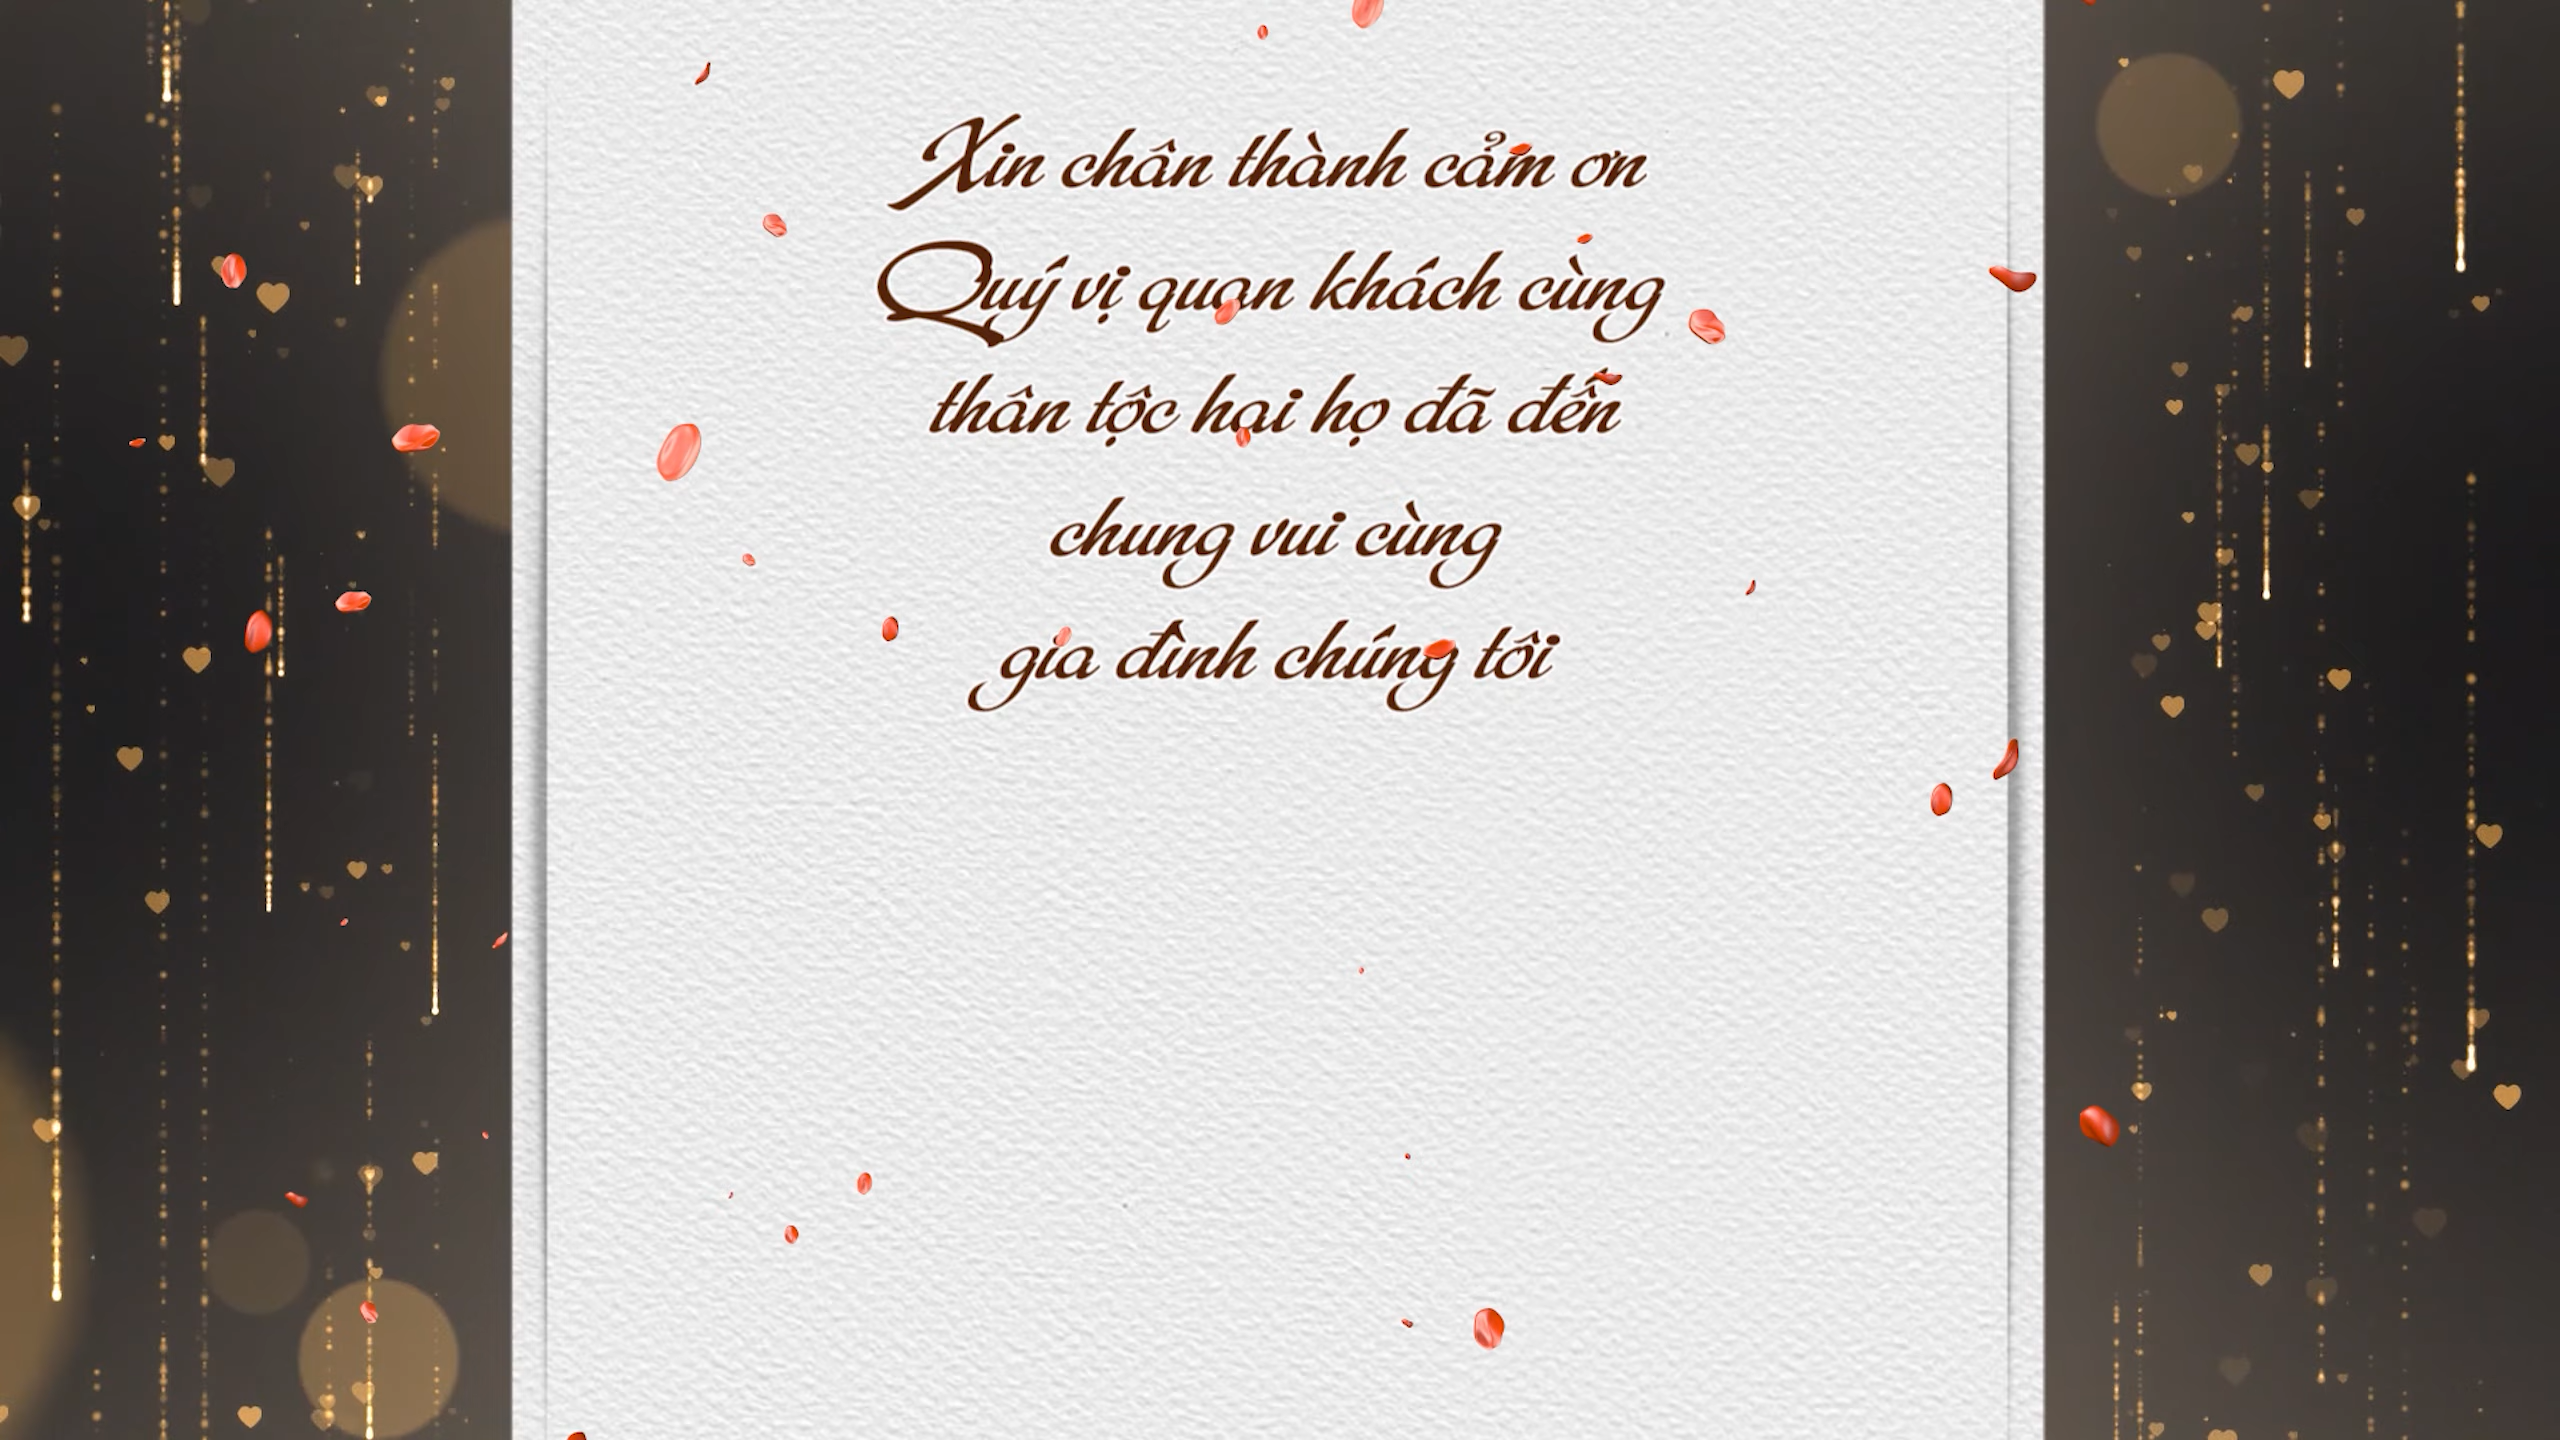 Xin chân thành cảm ơn
Quý vị quan khách cùng
thân tộc hai họ đã đến
chung vui cùng
gia đình chúng tôi